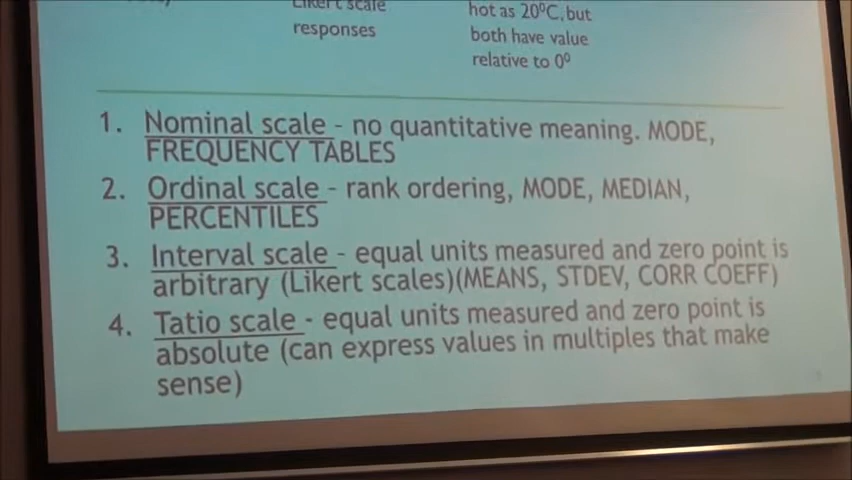 Likert scale
responses
hot as 20⁰C, but
both have value
relative to 0⁰
1. Nominal scale - no quantitative meaning. MODE,
FREQUENCY TABLES
2. Ordinal scale - rank ordering, MODE, MEDIAN,
PERCENTILES
3. Interval scale - equal units measured and zero point is
arbitrary (Likert scales)(MEANS, STDEV, CORR COEFF)
4. Tatio scale - equal units measured and zero point is
absolute (can express values in multiples that make
sense)